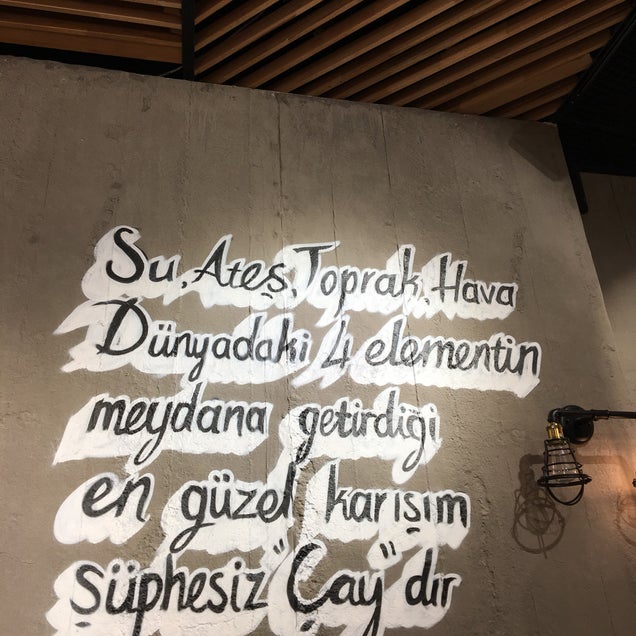 Su, Ateş, Toprak, Hava
Dünyadaki 4 elementin
meydana getirdiği
en güzel karışım
Şüphesiz "Çay" dır